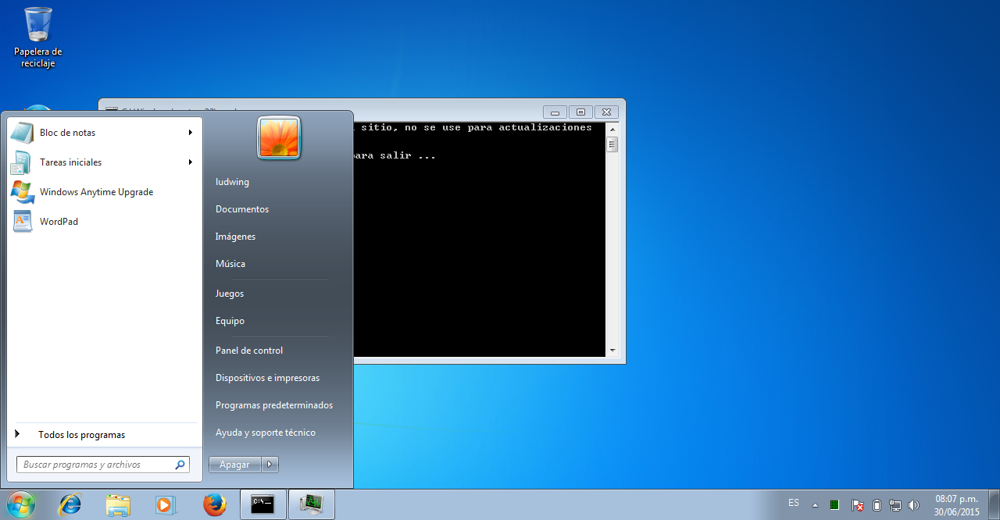 Papelera de
reciclaje
sitio, no se use para actualizaciones
para salir ...
Bloc de notas
Tareas iniciales
Windows Anytime Upgrade
WordPad
Todos los programas
Buscar programas y archivos
ludwing
Documentos
Imágenes
Música
Juegos
Equipo
Panel de control
Dispositivos e impresoras
Programas predeterminados
Ayuda y soporte técnico
Apagar
C:\
ES
08:07 p.m.
30/06/2015